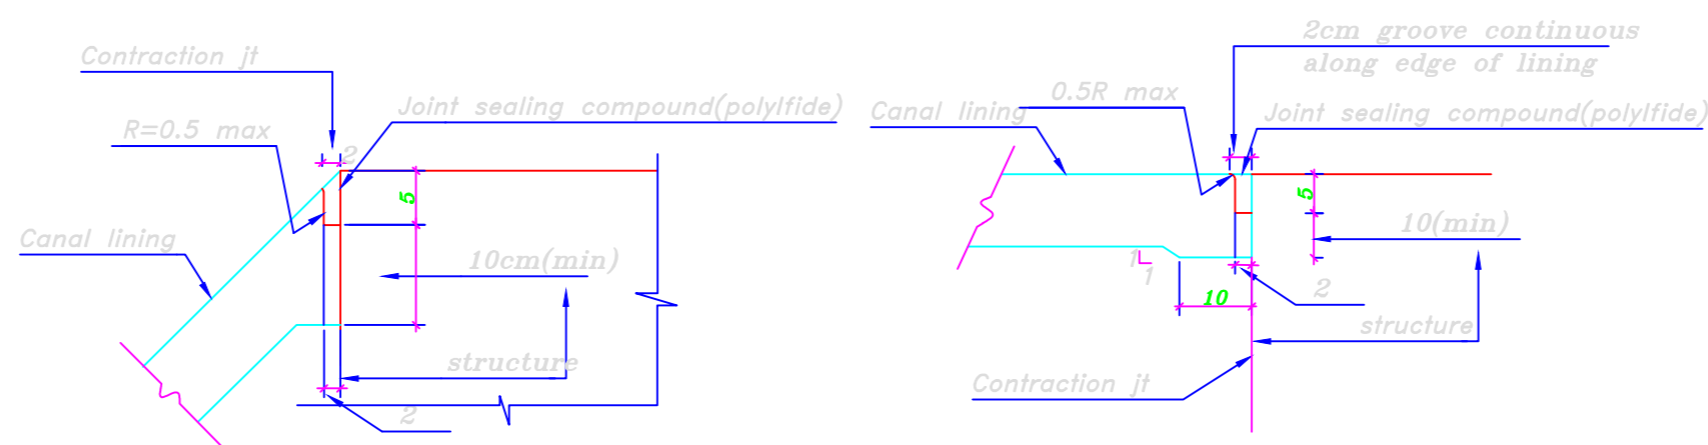 Contraction jt
2
Joint sealing compound(polylfide)
R=0.5 max
5
Canal lining
10cm(min)
structure
2
2cm groove continuous
along edge of lining
0.5R max
Canal lining
Joint sealing compound(polylfide)
5
10(min)
1
1
10
2
structure
Contraction jt